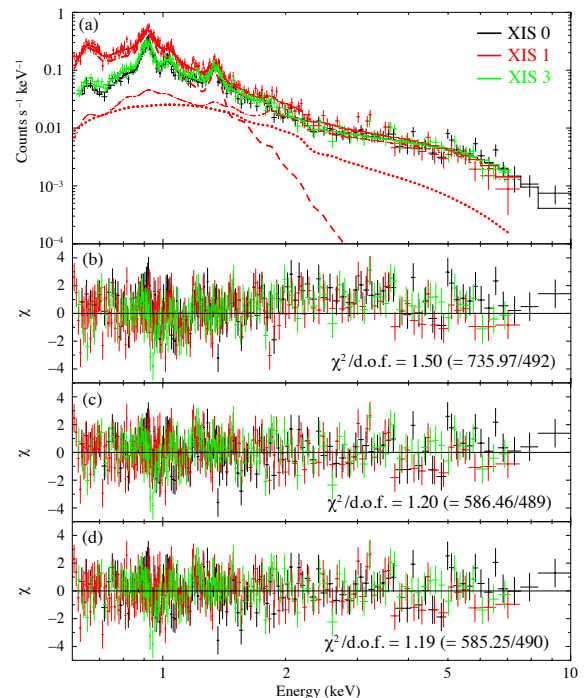 (a)
XIS 0
XIS 1
XIS 3
Counts s⁻¹ keV⁻¹
1
0.1
0.01
10⁻³
10⁻⁴
(b)
4
2
0
−2
−4
χ
χ²/d.o.f. = 1.50 (= 735.97/492)
(c)
4
2
0
−2
−4
χ
χ²/d.o.f. = 1.20 (= 586.46/489)
(d)
4
2
0
−2
−4
χ
χ²/d.o.f. = 1.19 (= 585.25/490)
1 2 5 10
Energy (keV)